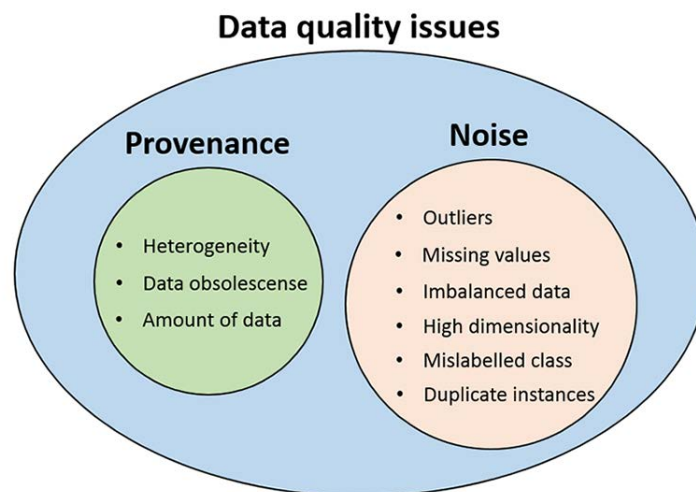 Data quality issues
Provenance
• Heterogeneity
• Data obsolescense
• Amount of data
Noise
• Outliers
• Missing values
• Imbalanced data
• High dimensionality
• Mislabelled class
• Duplicate instances